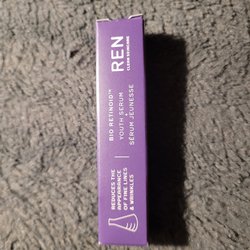 REN
CLEAN SKINCARE
BIO RETINOID™
YOUTH SERUM
SÉRUM JEUNESSE
REDUCES THE
APPEARANCE
OF FINE LINES
& WRINKLES